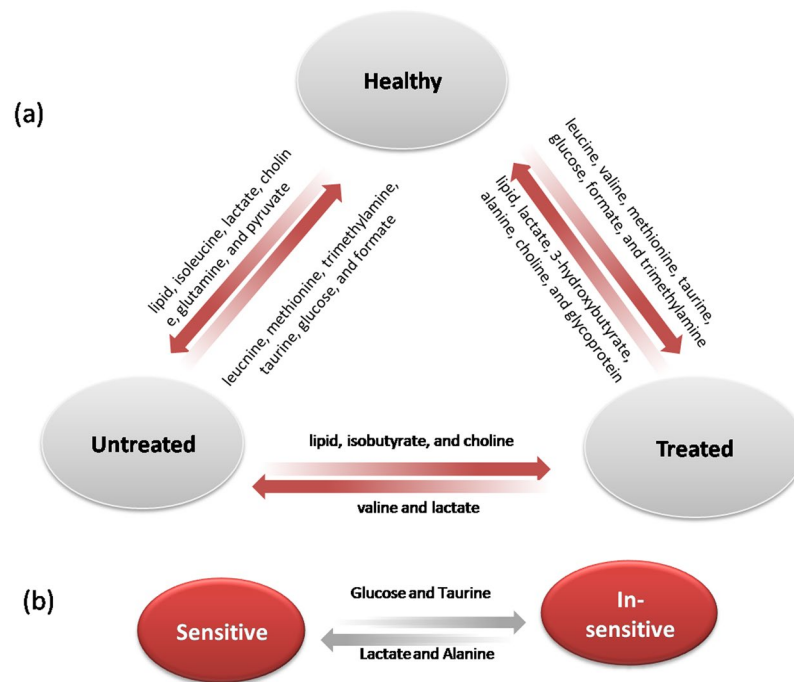 Healthy
(a)
lipid, isoleucine, lactate, cholin
e, glutamine, and pyruvate
leucnine, methionine, trimethylamine,
taurine, glucose, and formate
leucine, valine, methionine, taurine,
glucose, formate, and trimethylamine
lipid, lactate, 3-hydroxybutyrate,
alanine, choline, and glycoprotein
Untreated
lipid, isobutyrate, and choline
valine and lactate
Treated
(b)
Sensitive
Glucose and Taurine
Lactate and Alanine
In-
sensitive